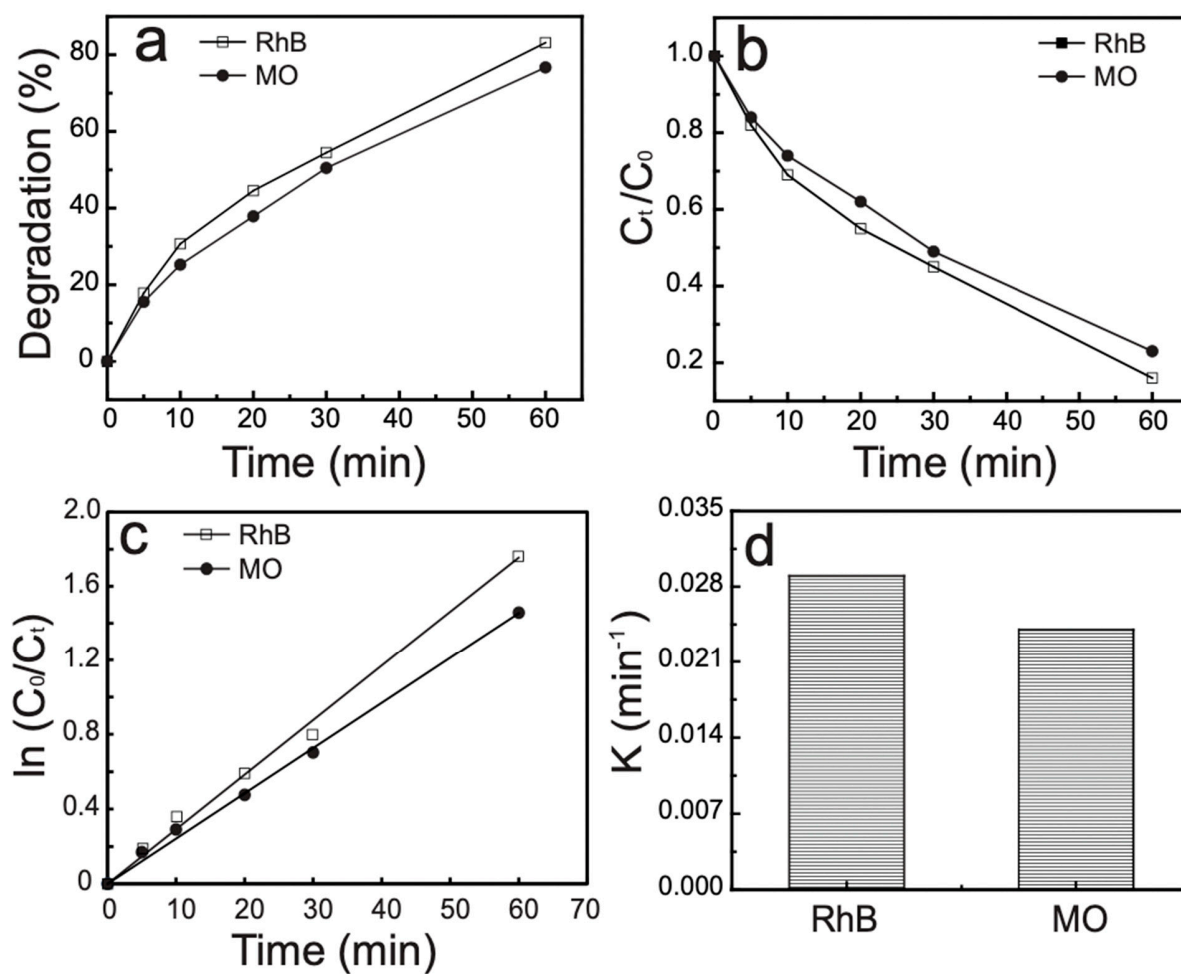 a
RhB
MO
Degradation (%)
80
60
40
20
0
0 10 20 30 40 50 60
Time (min)
b
RhB
MO
Cₜ/C₀
1.0
0.8
0.6
0.4
0.2
0 10 20 30 40 50 60
Time (min)
c
RhB
MO
ln (C₀/Cₜ)
2.0
1.6
1.2
0.8
0.4
0.0
0 10 20 30 40 50 60 70
Time (min)
d
K (min⁻¹)
0.035
0.028
0.021
0.014
0.007
0.000
RhB MO